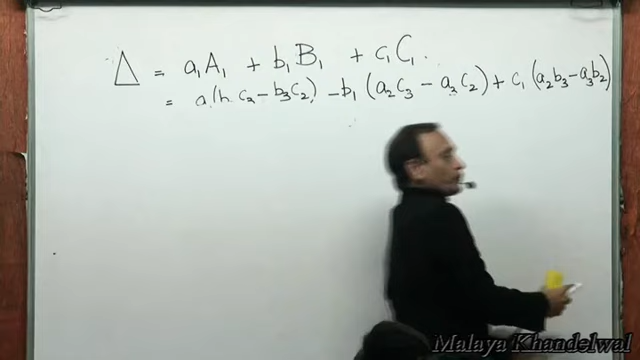 Δ = a₁A₁ + b₁B₁ + c₁C₁.
= a₁(b₂c₃ - b₃c₂) - b₁(a₂c₃ - a₃c₂) + c₁(a₂b₃ - a₃b₂)
Malaya Khandelwal